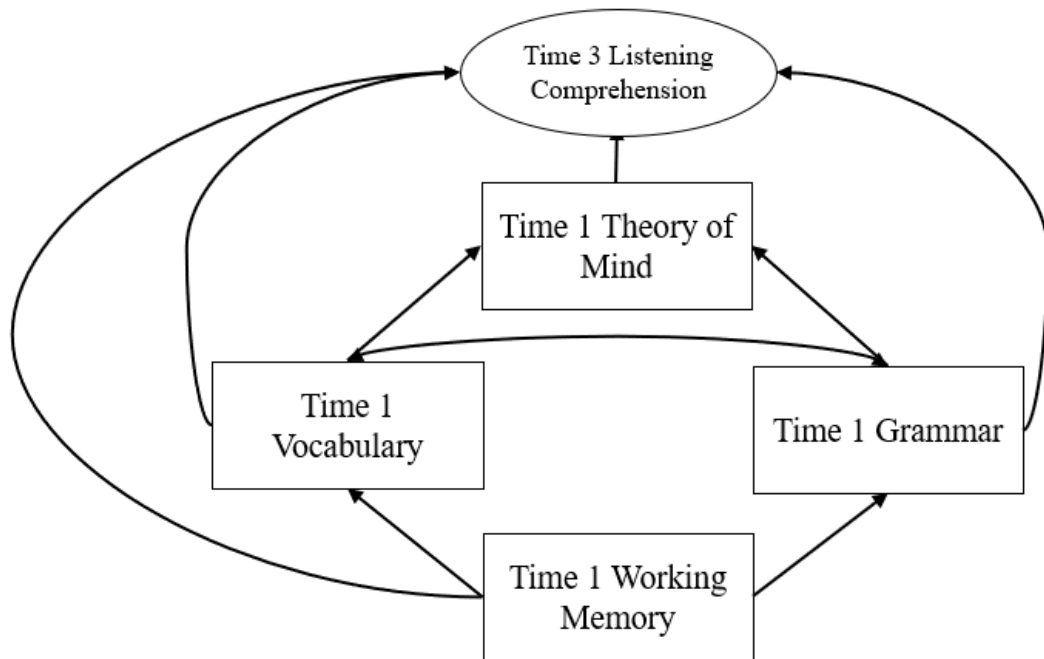 Time 3 Listening
Comprehension
Time 1 Theory of
Mind
Time 1
Vocabulary
Time 1 Grammar
Time 1 Working
Memory